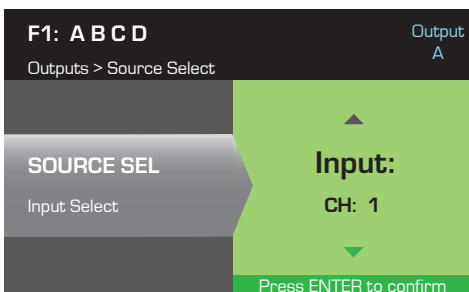 F1: A B C D
Output
A
Outputs > Source Select
SOURCE SEL
Input Select
Input:
CH: 1
Press ENTER to confirm